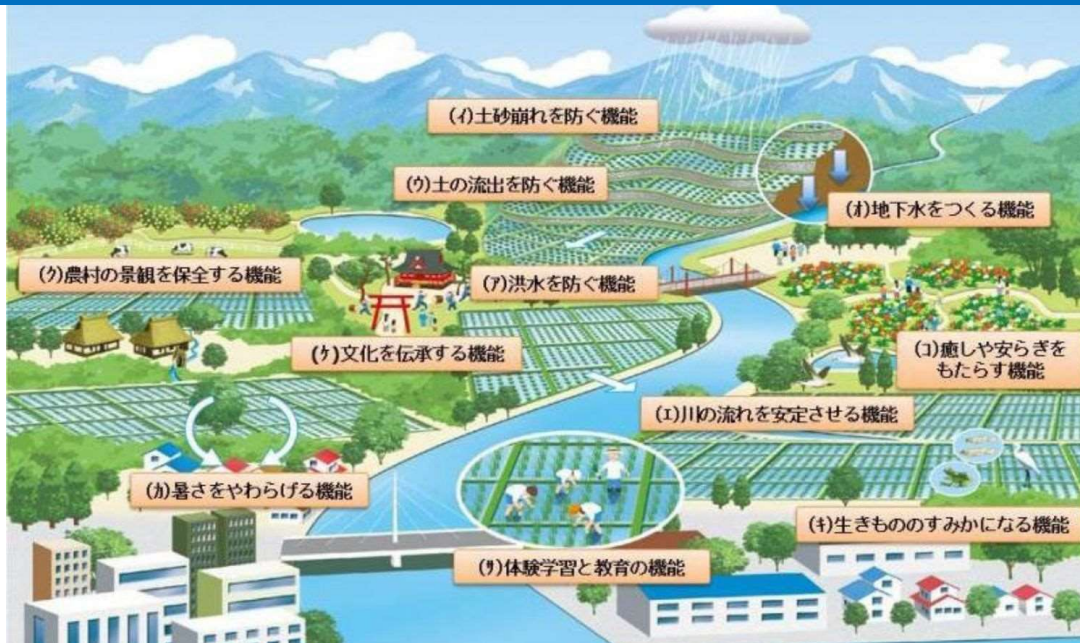 (イ)土砂崩れを防ぐ機能
(ウ)土の流出を防ぐ機能
(オ)地下水をつくる機能
(ク)農村の景観を保全する機能
(ア)洪水を防ぐ機能
(ケ)文化を伝承する機能
(コ)癒しや安らぎを
もたらす機能
(エ)川の流れを安定させる機能
(カ)暑さをやわらげる機能
(キ)生きもののすみかになる機能
(サ)体験学習と教育の機能